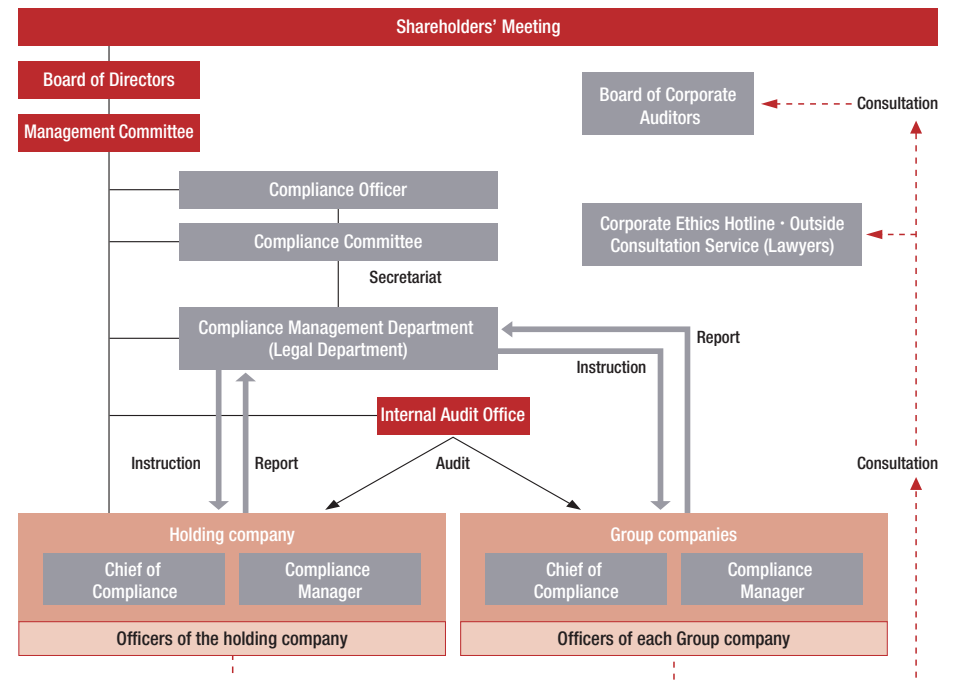 Shareholders' Meeting
Board of Directors
Management Committee
Board of Corporate
Auditors
Consultation
Compliance Officer
Compliance Committee
Corporate Ethics Hotline・Outside
Consultation Service (Lawyers)
Secretariat
Compliance Management Department
(Legal Department)
Report
Instruction
Internal Audit Office
Instruction
Report
Audit
Consultation
Holding company
Chief of
Compliance
Compliance
Manager
Officers of the holding company
Group companies
Chief of
Compliance
Compliance
Manager
Officers of each Group company